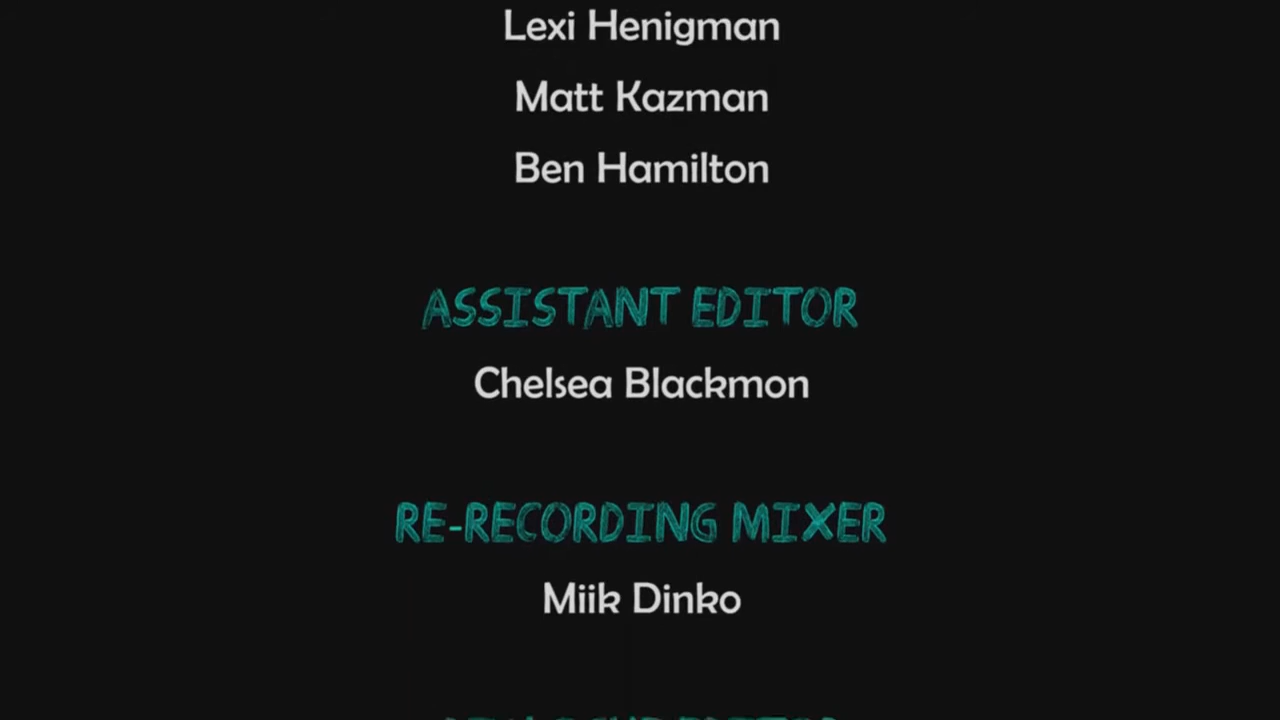 Lexi Henigman
Matt Kazman
Ben Hamilton
ASSISTANT EDITOR
Chelsea Blackmon
RE-RECORDING MIXER
Miik Dinko